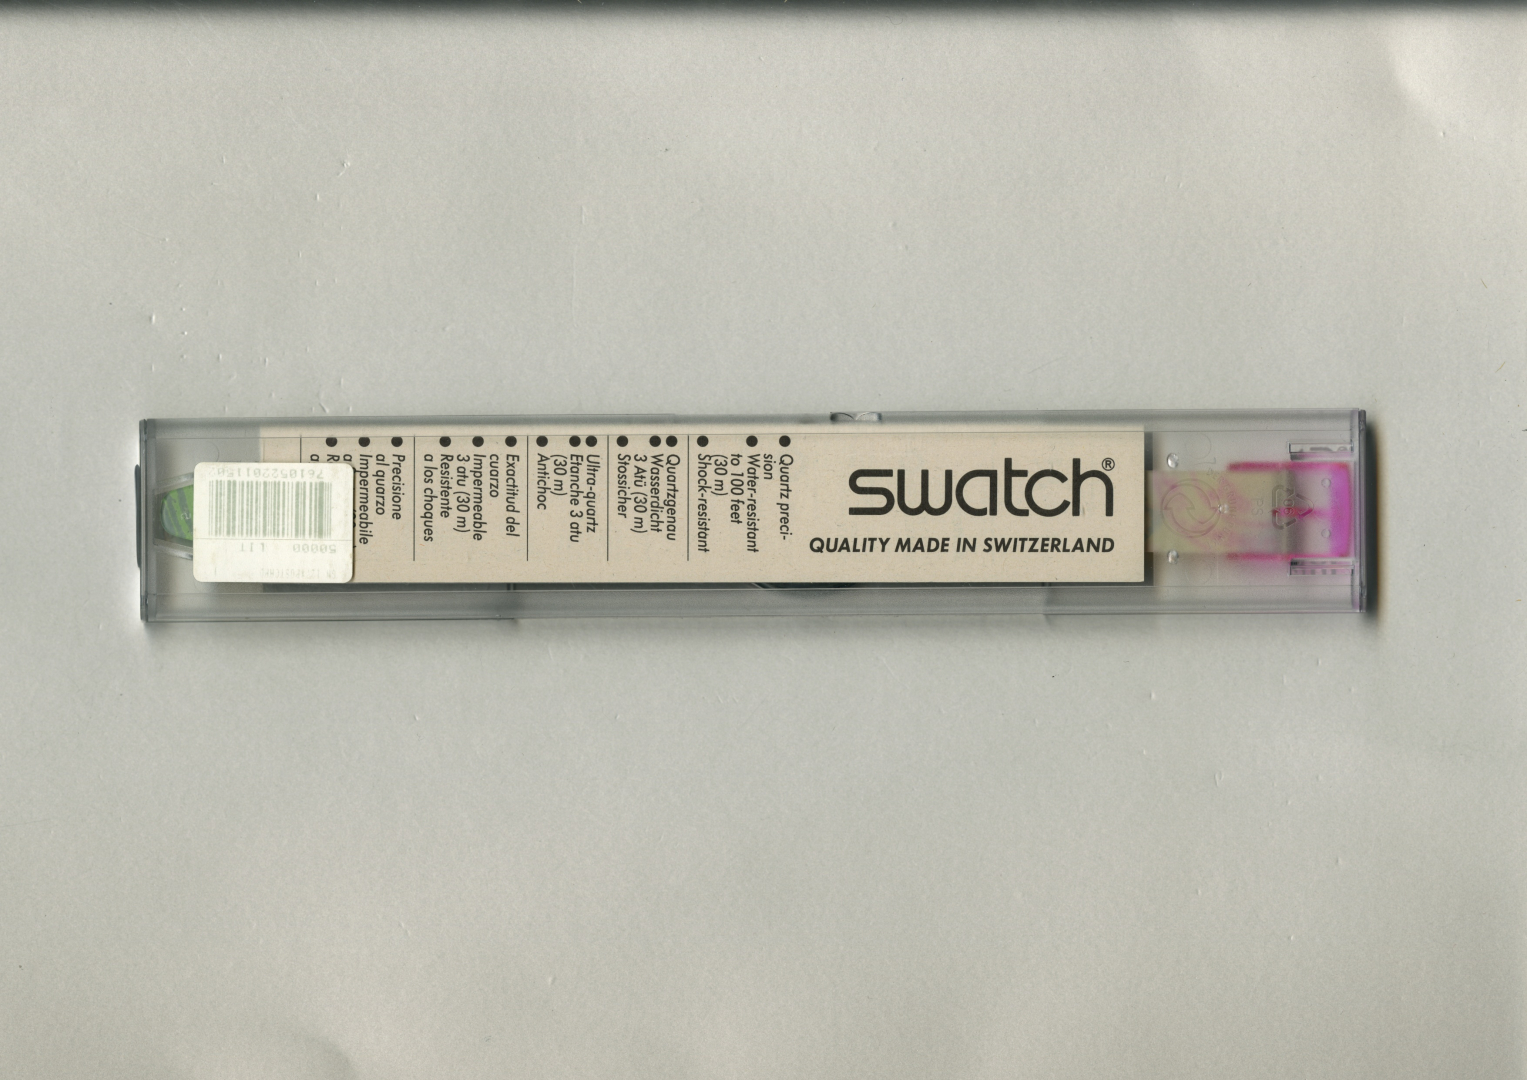 swatch®
QUALITY MADE IN SWITZERLAND
● Quartz preci-
sion
● Water-resistant
to 100 feet
(30 m)
● Shock-resistant
● Quartzgenau
● Wasserdicht
3 Atü (30 m)
● Stossicher
● Ultra-quartz
● Etanche 3 atu
(30 m)
● Antichoc
● Exactitud del
cuarzo
● Impermeable
3 atu (30 m)
● Resistente
a los choques
● Precisione
al quarzo
● Impermeabile
50000 LIT